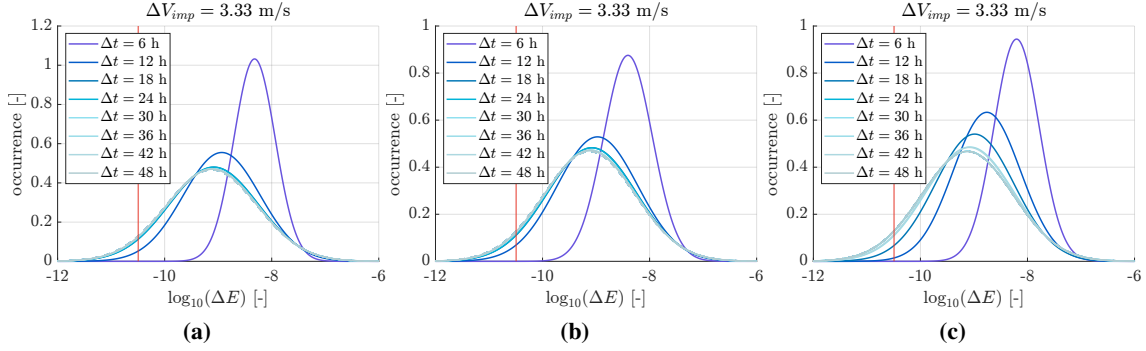 ΔV_imp = 3.33 m/s
1.2
1
0.8
0.6
0.4
0.2
0
occurrence [-]
Δt = 6 h
Δt = 12 h
Δt = 18 h
Δt = 24 h
Δt = 30 h
Δt = 36 h
Δt = 42 h
Δt = 48 h
-12 -10 -8 -6
log₁₀(ΔE) [-]
(a)
ΔV_imp = 3.33 m/s
1
0.8
0.6
0.4
0.2
0
occurrence [-]
Δt = 6 h
Δt = 12 h
Δt = 18 h
Δt = 24 h
Δt = 30 h
Δt = 36 h
Δt = 42 h
Δt = 48 h
-12 -10 -8 -6
log₁₀(ΔE) [-]
(b)
ΔV_imp = 3.33 m/s
1
0.8
0.6
0.4
0.2
0
occurrence [-]
Δt = 6 h
Δt = 12 h
Δt = 18 h
Δt = 24 h
Δt = 30 h
Δt = 36 h
Δt = 42 h
Δt = 48 h
-12 -10 -8 -6
log₁₀(ΔE) [-]
(c)